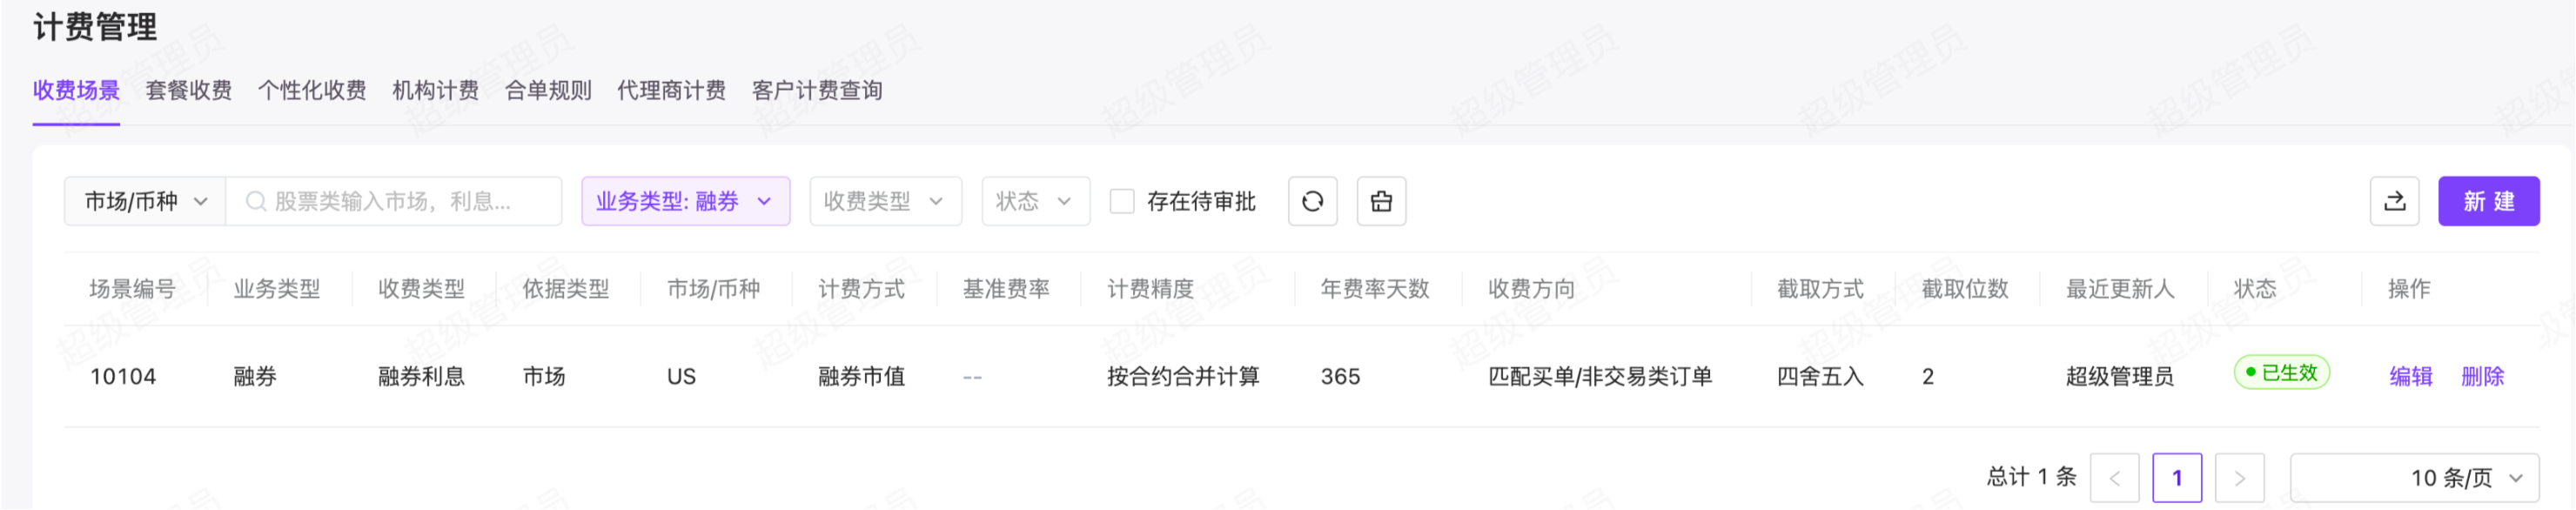 计费管理
收费场景 套餐收费 个性化收费 机构计费 合单规则 代理商计费 客户计费查询
市场/币种 股票类输入市场，利息... 业务类型: 融券 收费类型 状态 存在待审批 新 建
场景编号 业务类型 收费类型 依据类型 市场/币种 计费方式 基准费率 计费精度 年费率天数 收费方向 截取方式 截取位数 最近更新人 状态 操作
10104 融券 融券利息 市场 US 融券市值 -- 按合约合并计算 365 匹配买单/非交易类订单 四舍五入 2 超级管理员 已生效 编辑 删除
总计 1 条 < 1 > 10 条/页
超级管理员